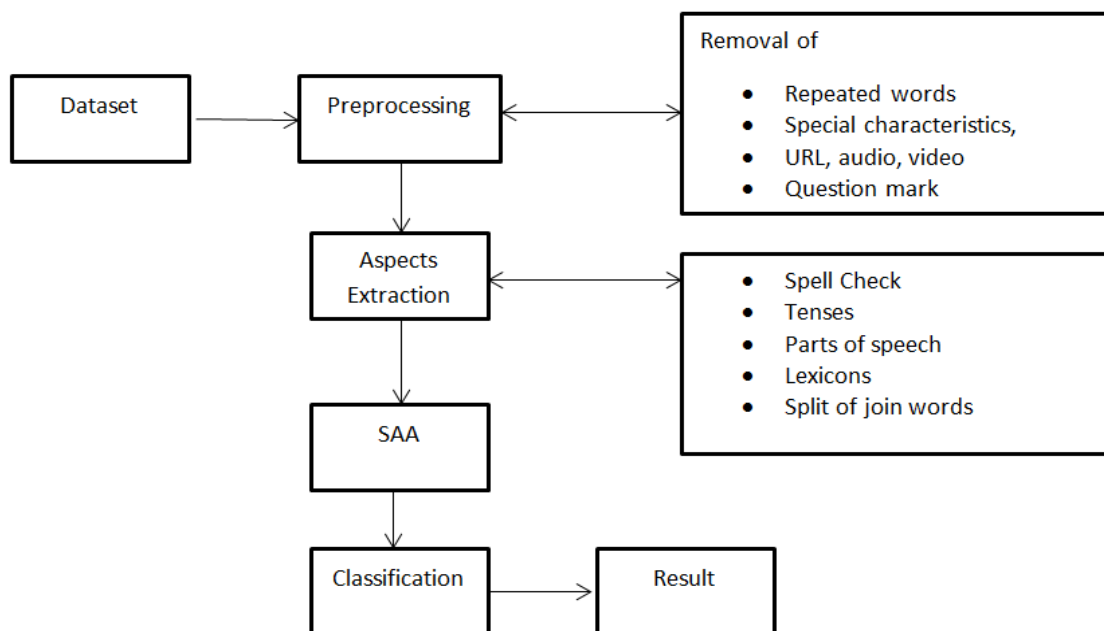 Dataset
Preprocessing
Removal of
• Repeated words
• Special characteristics,
• URL, audio, video
• Question mark
Aspects
Extraction
• Spell Check
• Tenses
• Parts of speech
• Lexicons
• Split of join words
SAA
Classification
Result